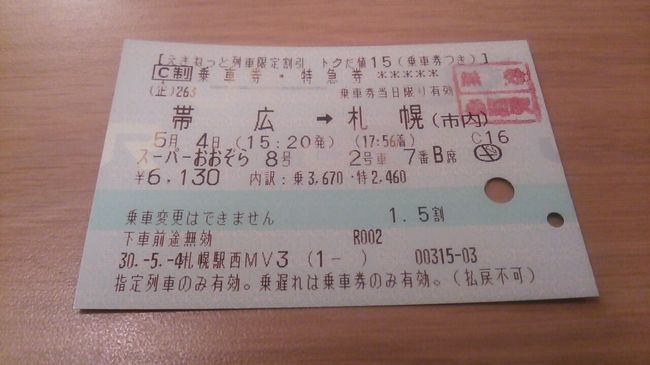 [えきねっと列車限定割引 トクだ値15(乗車券つき)]
C制 乗車券・特急券 *****
(正)263 乗車券当日限り有効
帯広 → 札幌(市内)
5月 4日 (15:20発) (17:56着) C16
スーパーおおぞら 8号 2号車 7番B席
¥6,130 内訳:乗3,670・特2,460
乗車変更はできません 1.5割
下車前途無効 R002
30.-5.-4札幌駅西MV3 (1- ) 00315-03
指定列車のみ有効。乗遅れは乗車券のみ有効。(払戻不可)